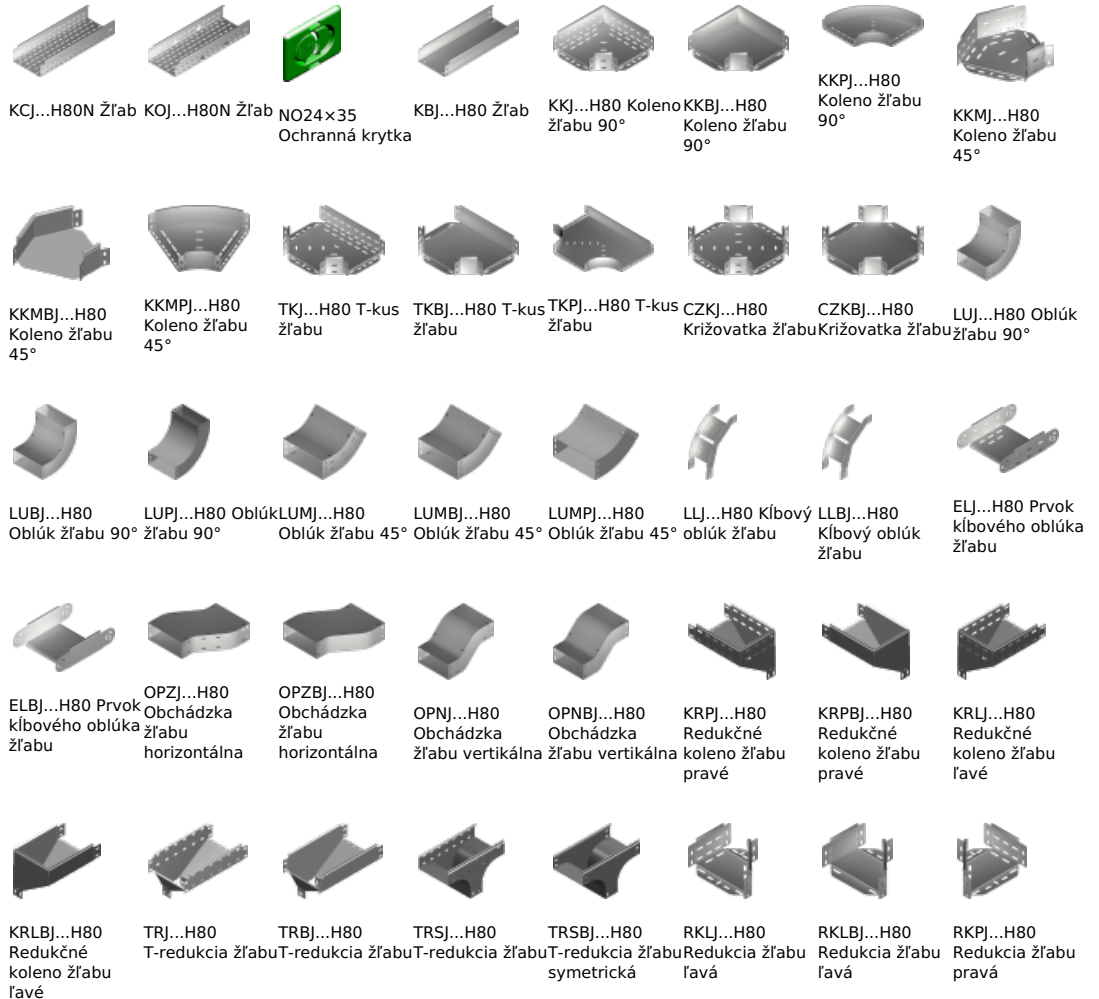 KCJ...H80N Žľab
KOJ...H80N Žľab
NO24×35
Ochranná krytka
KBJ...H80 Žľab
KKJ...H80 Koleno
žľabu 90°
KKBJ...H80
Koleno žľabu
90°
KKPJ...H80
Koleno žľabu
90°
KKMJ...H80
Koleno žľabu
45°
KKMBJ...H80
Koleno žľabu
45°
KKMPJ...H80
Koleno žľabu
45°
TKJ...H80 T-kus
žľabu
TKBJ...H80 T-kus
žľabu
TKPJ...H80 T-kus
žľabu
CZKJ...H80
Križovatka žľabu
CZKBJ...H80
Križovatka žľabu
LUJ...H80 Oblúk
žľabu 90°
LUBJ...H80
Oblúk žľabu 90°
LUPJ...H80 Oblúk
žľabu 90°
LUMJ...H80
Oblúk žľabu 45°
LUMBJ...H80
Oblúk žľabu 45°
LUMPJ...H80
Oblúk žľabu 45°
LLJ...H80 Kĺbový
oblúk žľabu
LLBJ...H80
Kĺbový oblúk
žľabu
ELJ...H80 Prvok
kĺbového oblúka
žľabu
ELBJ...H80 Prvok
kĺbového oblúka
žľabu
OPZJ...H80
Obchádzka
žľabu
horizontálna
OPZBJ...H80
Obchádzka
žľabu
horizontálna
OPNJ...H80
Obchádzka
žľabu vertikálna
OPNBJ...H80
Obchádzka
žľabu vertikálna
KRPJ...H80
Redukčné
koleno žľabu
pravé
KRPBJ...H80
Redukčné
koleno žľabu
pravé
KRLJ...H80
Redukčné
koleno žľabu
ľavé
KRLBJ...H80
Redukčné
koleno žľabu
ľavé
TRJ...H80
T-redukcia žľabu
TRBJ...H80
T-redukcia žľabu
TRSJ...H80
T-redukcia žľabu
TRSBJ...H80
T-redukcia žľabu
symetrická
RKLJ...H80
Redukcia žľabu
ľavá
RKLBJ...H80
Redukcia žľabu
ľavá
RKPJ...H80
Redukcia žľabu
pravá